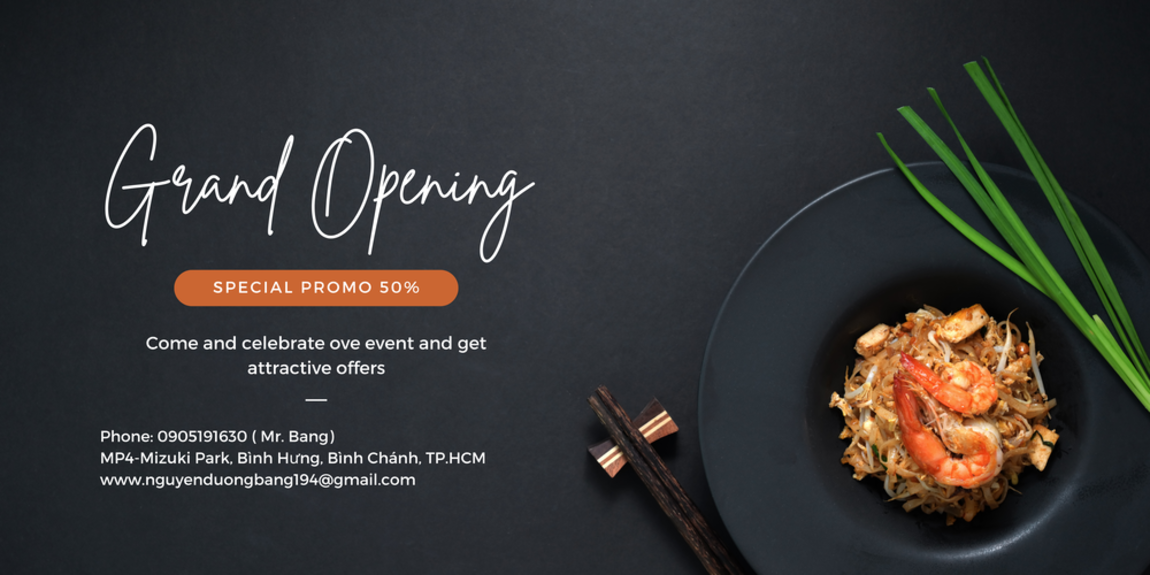 Grand Opening
SPECIAL PROMO 50%
Come and celebrate ove event and get
attractive offers
Phone: 0905191630 ( Mr. Bang)
MP4-Mizuki Park, Bình Hưng, Bình Chánh, TP.HCM
www.nguyenduongbang194@gmail.com